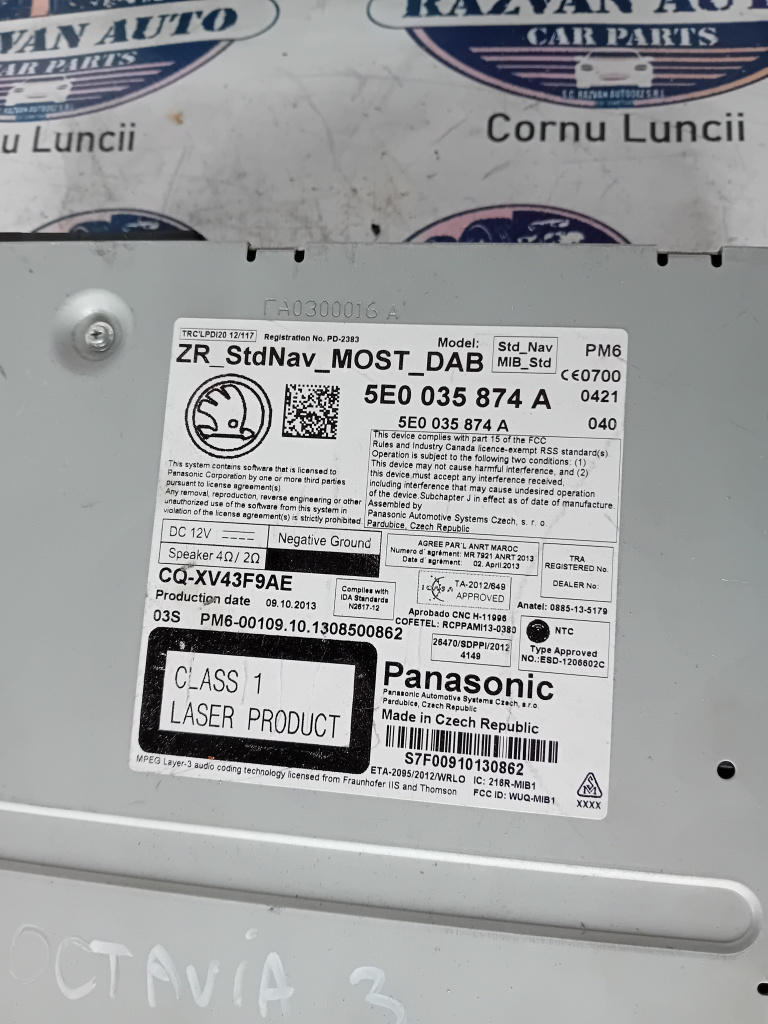 VAN AUTO
AR PARTS
u Luncii
RAZVAN AUTO
CAR PARTS
S.C. RAZVAN AUTODEZ S.R.L
Cornu Luncii
0300016 A
TRC'LPDI20 12/117
Registration No. PD-2383
Model:
Std_Nav
MIB_Std
PM6
ZR_StdNav_MOST_DAB
CE0700
5E0 035 874 A
0421
5E0 035 874 A
040
This device complies with part 15 of the FCC
Rules and Industry Canada licence-exempt RSS standard(s).
Operation is subject to the following two conditions: (1)
This device may not cause harmful interference, and (2)
this device must accept any interference received,
including interference that may cause undesired operation
of the device.Subchapter J in effect as of date of manufacture.
Assembled by
Panasonic Automotive Systems Czech, s. r. o.
Pardubice, Czech Republic
This system contains software that is licensed to
Panasonic Corporation by one or more third parties
pursuant to license agreement(s)
Any removal, reproduction, reverse engineering or other
unauthorized use of the software from this system in
violation of the license agreement(s) is strictly prohibited.
DC 12V
Negative Ground
Speaker 4Ω/ 2Ω
AGREE PAR'L ANRT MAROC
Numero d´agrément: MR 7921 ANRT 2013
Date d´agrément: 02. April.2013
TRA
REGISTERED No.
DEALER No.:
CQ-XV43F9AE
Production date 09.10.2013
Complies with
IDA Standards
N2617-12
TA-2012/649
APPROVED
Anatel: 0885-13-5179
Aprobado CNC H-11996
COFETEL: RCPPAMI13-0380
03S PM6-00109.10.1308500862
26470/SDPPI/2012
4149
NTC
Type Approved
NO.:ESD-1206602C
CLASS 1
LASER PRODUCT
Panasonic
Panasonic Automotive Systems Czech, s.r.o.
Pardubice, Czech Republic
Made in Czech Republic
S7F00910130862
MPEG Layer-3 audio coding technology licensed from Fraunhofer IIS and Thomson
ETA-2095/2012/WRLO IC: 216R-MIB1
FCC ID: WUQ-MIB1
XXXX
OCTAVIA 3